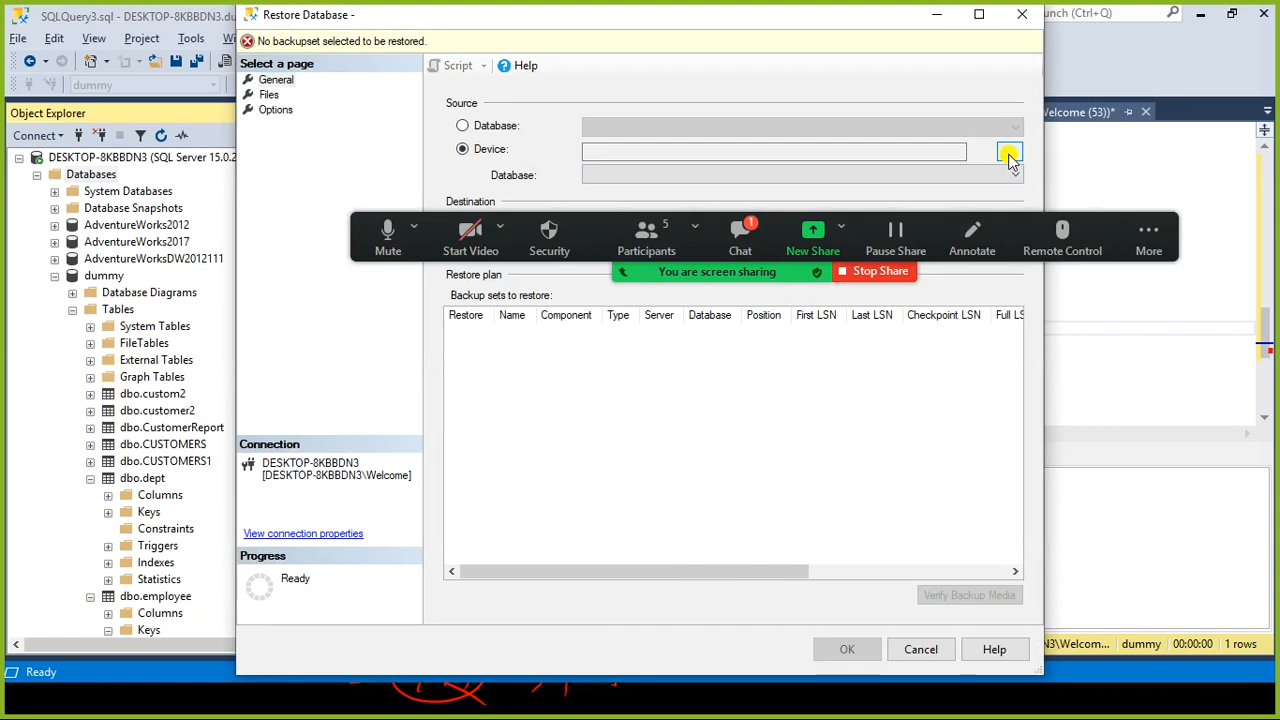 SQLQuery3.sql - DESKTOP-8KBBDN3.du
Restore Database -
unch (Ctrl+Q)
File Edit View Project Tools Wi
No backupset selected to be restored.
Select a page
General
Files
Options
Script Help
dummy
Object Explorer
Connect
Welcome (53))*
DESKTOP-8KBBDN3 (SQL Server 15.0.2
Databases
System Databases
Database Snapshots
AdventureWorks2012
AdventureWorks2017
AdventureWorksDW2012111
dummy
Database Diagrams
Tables
System Tables
FileTables
External Tables
Graph Tables
dbo.custom2
dbo.customer2
dbo.CustomerReport
dbo.CUSTOMERS
dbo.CUSTOMERS1
dbo.dept
Columns
Keys
Constraints
Triggers
Indexes
Statistics
dbo.employee
Columns
Keys
Source
Database:
Device:
Database:
Destination
Mute Start Video Security Participants 5 Chat 1 New Share Pause Share Annotate Remote Control More
You are screen sharing Stop Share
Restore plan
Backup sets to restore:
Restore Name Component Type Server Database Position First LSN Last LSN Checkpoint LSN Full LS
Connection
DESKTOP-8KBBDN3
[DESKTOP-8KBBDN3\Welcome]
View connection properties
Progress
Ready
Verify Backup Media
OK Cancel Help
N3\Welcom... dummy 00:00:00 1 rows
Ready